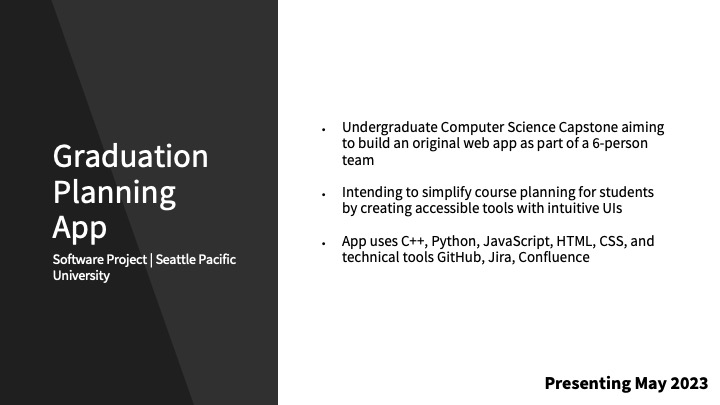 Graduation
Planning
App
Software Project | Seattle Pacific
University
• Undergraduate Computer Science Capstone aiming
to build an original web app as part of a 6-person
team
• Intending to simplify course planning for students
by creating accessible tools with intuitive UIs
• App uses C++, Python, JavaScript, HTML, CSS, and
technical tools GitHub, Jira, Confluence
Presenting May 2023